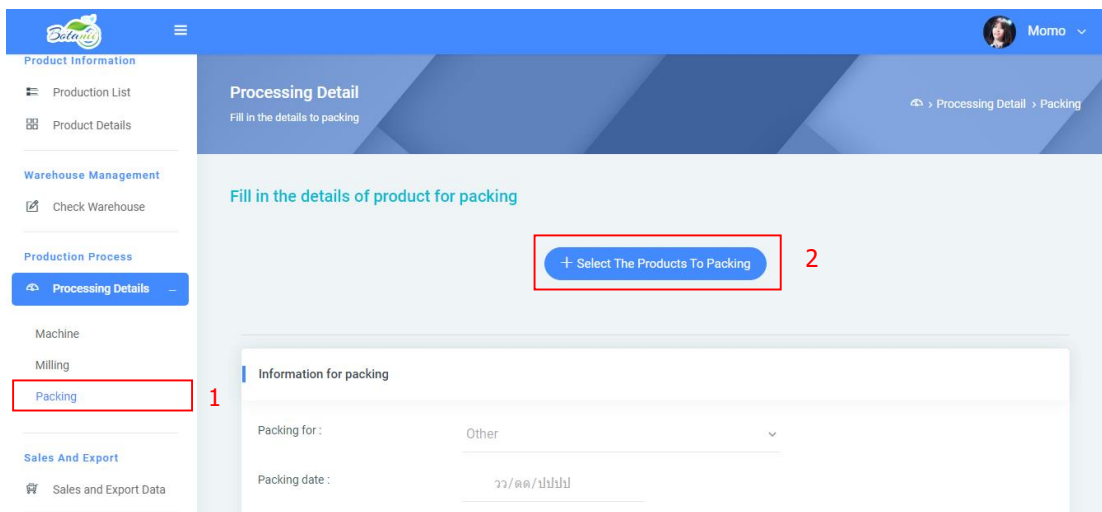 Botanic
Momo
Product Information
Production List
Product Details
Warehouse Management
Check Warehouse
Production Process
Processing Details
Machine
Milling
Packing
1
Sales And Export
Sales and Export Data
Processing Detail
Fill in the details to packing
> Processing Detail > Packing
Fill in the details of product for packing
+ Select The Products To Packing
2
Information for packing
Packing for :
Other
Packing date :
วว/ดด/ปปปป